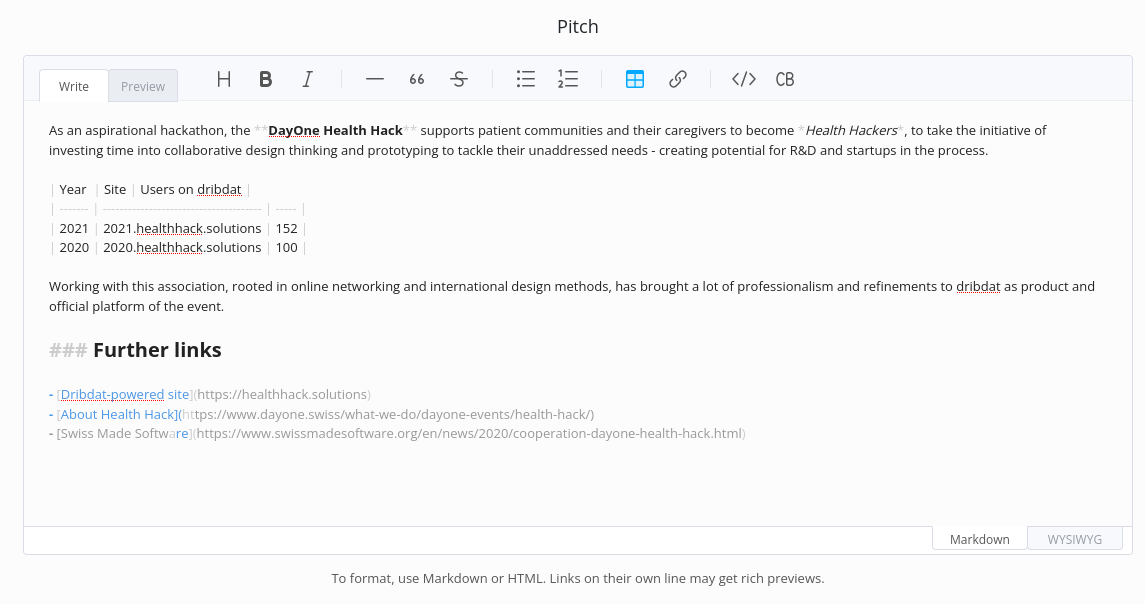 Pitch
Write Preview H B I — 66 S </> CB
As an aspirational hackathon, the **DayOne Health Hack** supports patient communities and their caregivers to become *Health Hackers*, to take the initiative of
investing time into collaborative design thinking and prototyping to tackle their unaddressed needs - creating potential for R&D and startups in the process.
| Year | Site | Users on dribdat |
| ------- | -------------------------------------- | ----- |
| 2021 | 2021.healthhack.solutions | 152 |
| 2020 | 2020.healthhack.solutions | 100 |
Working with this association, rooted in online networking and international design methods, has brought a lot of professionalism and refinements to dribdat as product and
official platform of the event.
### Further links
- [Dribdat-powered site](https://healthhack.solutions)
- [About Health Hack](https://www.dayone.swiss/what-we-do/dayone-events/health-hack/)
- [Swiss Made Software](https://www.swissmadesoftware.org/en/news/2020/cooperation-dayone-health-hack.html)
Markdown WYSIWYG
To format, use Markdown or HTML. Links on their own line may get rich previews.